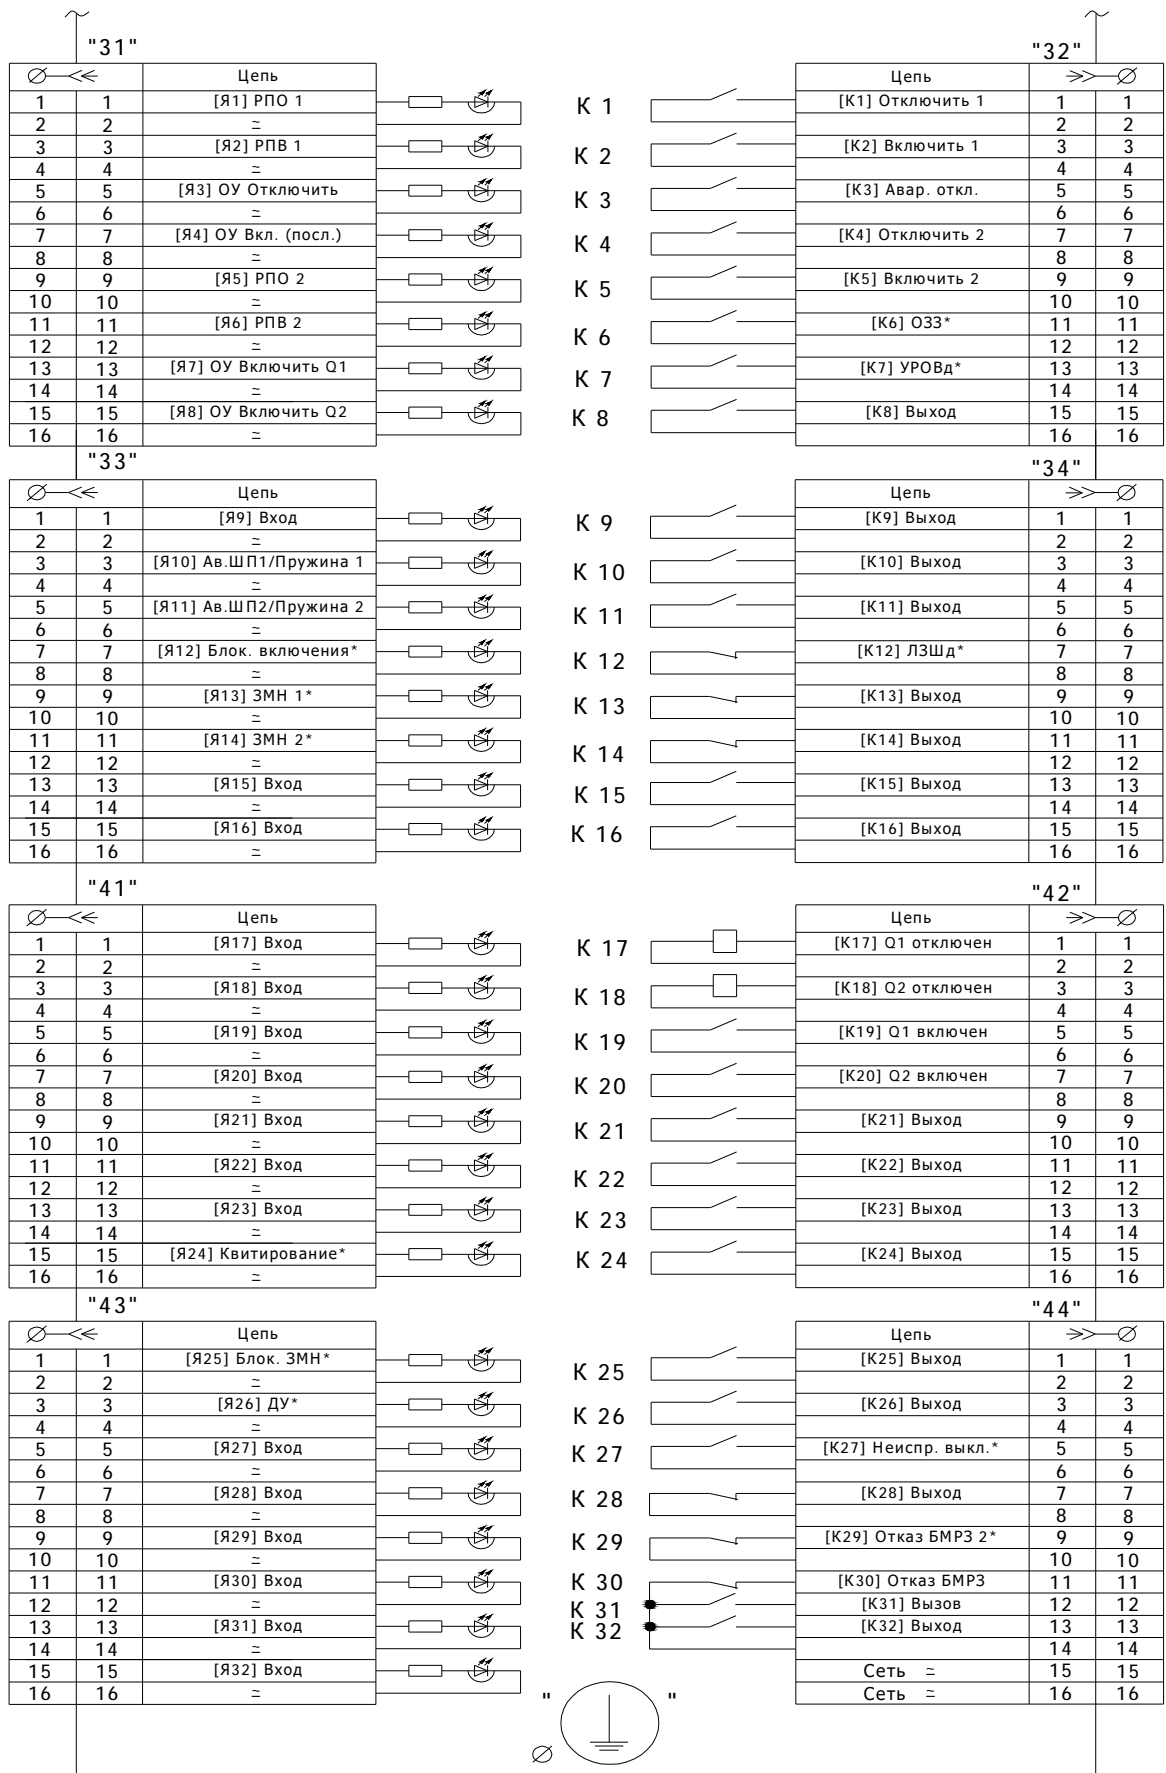 "31"
Цепь
1 1 [Я1] РПО 1
2 2 ≃
3 3 [Я2] РПВ 1
4 4 ≃
5 5 [Я3] ОУ Отключить
6 6 ≃
7 7 [Я4] ОУ Вкл. (посл.)
8 8 ≃
9 9 [Я5] РПО 2
10 10 ≃
11 11 [Я6] РПВ 2
12 12 ≃
13 13 [Я7] ОУ Включить Q1
14 14 ≃
15 15 [Я8] ОУ Включить Q2
16 16 ≃
"32"
Цепь
К 1 [К1] Отключить 1 1 1
2 2
К 2 [К2] Включить 1 3 3
4 4
К 3 [К3] Авар. откл. 5 5
6 6
К 4 [К4] Отключить 2 7 7
8 8
К 5 [К5] Включить 2 9 9
10 10
К 6 [К6] ОЗЗ* 11 11
12 12
К 7 [К7] УРОВд* 13 13
14 14
К 8 [К8] Выход 15 15
16 16
"33"
Цепь
1 1 [Я9] Вход
2 2 ≃
3 3 [Я10] Ав.ШП1/Пружина 1
4 4 ≃
5 5 [Я11] Ав.ШП2/Пружина 2
6 6 ≃
7 7 [Я12] Блок. включения*
8 8 ≃
9 9 [Я13] ЗМН 1*
10 10 ≃
11 11 [Я14] ЗМН 2*
12 12 ≃
13 13 [Я15] Вход
14 14 ≃
15 15 [Я16] Вход
16 16 ≃
"34"
Цепь
К 9 [К9] Выход 1 1
2 2
К 10 [К10] Выход 3 3
4 4
К 11 [К11] Выход 5 5
6 6
К 12 [К12] ЛЗШд* 7 7
8 8
К 13 [К13] Выход 9 9
10 10
К 14 [К14] Выход 11 11
12 12
К 15 [К15] Выход 13 13
14 14
К 16 [К16] Выход 15 15
16 16
"41"
Цепь
1 1 [Я17] Вход
2 2 ≃
3 3 [Я18] Вход
4 4 ≃
5 5 [Я19] Вход
6 6 ≃
7 7 [Я20] Вход
8 8 ≃
9 9 [Я21] Вход
10 10 ≃
11 11 [Я22] Вход
12 12 ≃
13 13 [Я23] Вход
14 14 ≃
15 15 [Я24] Квитирование*
16 16 ≃
"42"
Цепь
К 17 [К17] Q1 отключен 1 1
2 2
К 18 [К18] Q2 отключен 3 3
4 4
К 19 [К19] Q1 включен 5 5
6 6
К 20 [К20] Q2 включен 7 7
8 8
К 21 [К21] Выход 9 9
10 10
К 22 [К22] Выход 11 11
12 12
К 23 [К23] Выход 13 13
14 14
К 24 [К24] Выход 15 15
16 16
"43"
Цепь
1 1 [Я25] Блок. ЗМН*
2 2 ≃
3 3 [Я26] ДУ*
4 4 ≃
5 5 [Я27] Вход
6 6 ≃
7 7 [Я28] Вход
8 8 ≃
9 9 [Я29] Вход
10 10 ≃
11 11 [Я30] Вход
12 12 ≃
13 13 [Я31] Вход
14 14 ≃
15 15 [Я32] Вход
16 16 ≃
"44"
Цепь
К 25 [К25] Выход 1 1
2 2
К 26 [К26] Выход 3 3
4 4
К 27 [К27] Неиспр. выкл.* 5 5
6 6
К 28 [К28] Выход 7 7
8 8
К 29 [К29] Отказ БМРЗ 2* 9 9
10 10
К 30 [К30] Отказ БМРЗ 11 11
К 31 [К31] Вызов 12 12
К 32 [К32] Выход 13 13
14 14
Сеть ≃ 15 15
Сеть ≃ 16 16
" "